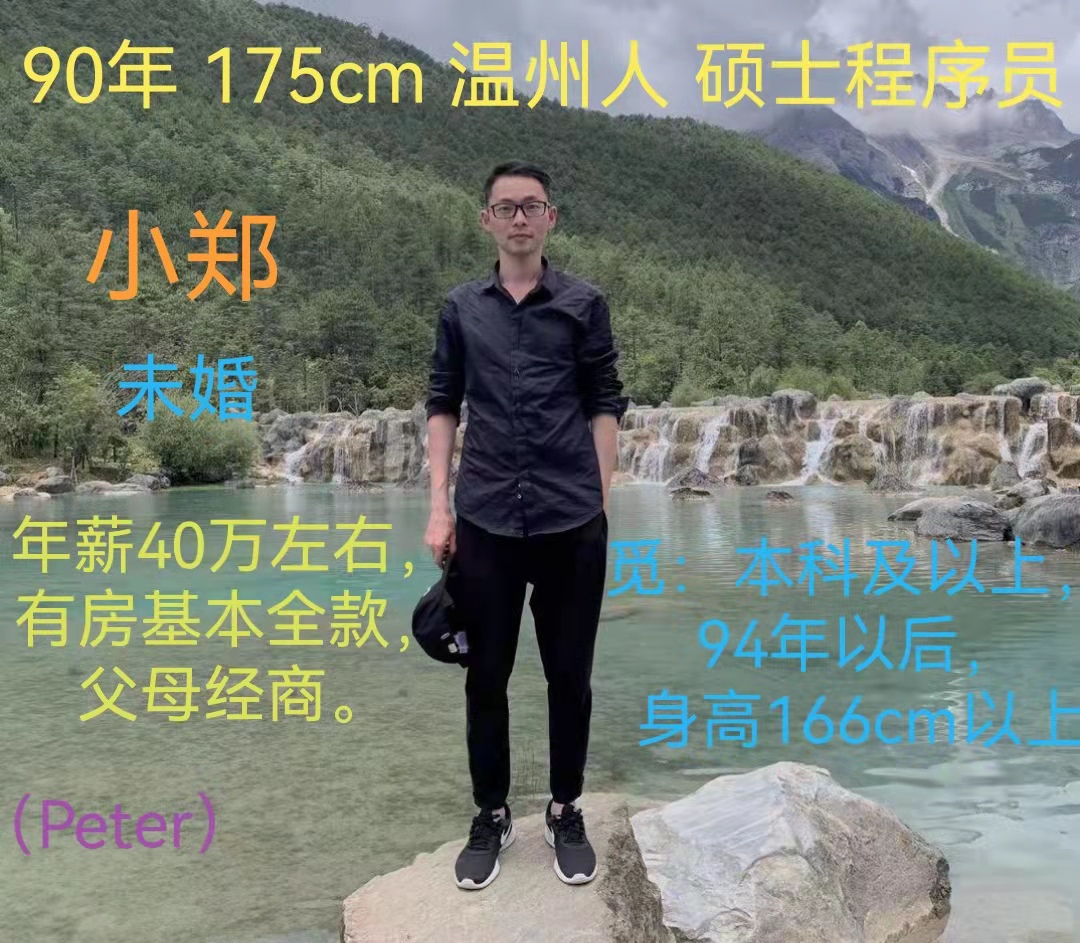 90年 175cm 温州人 硕士程序员
小郑
未婚
年薪40万左右，
有房基本全款，
父母经商。
觅：本科及以上，
94年以后，
身高166cm以上
（Peter）